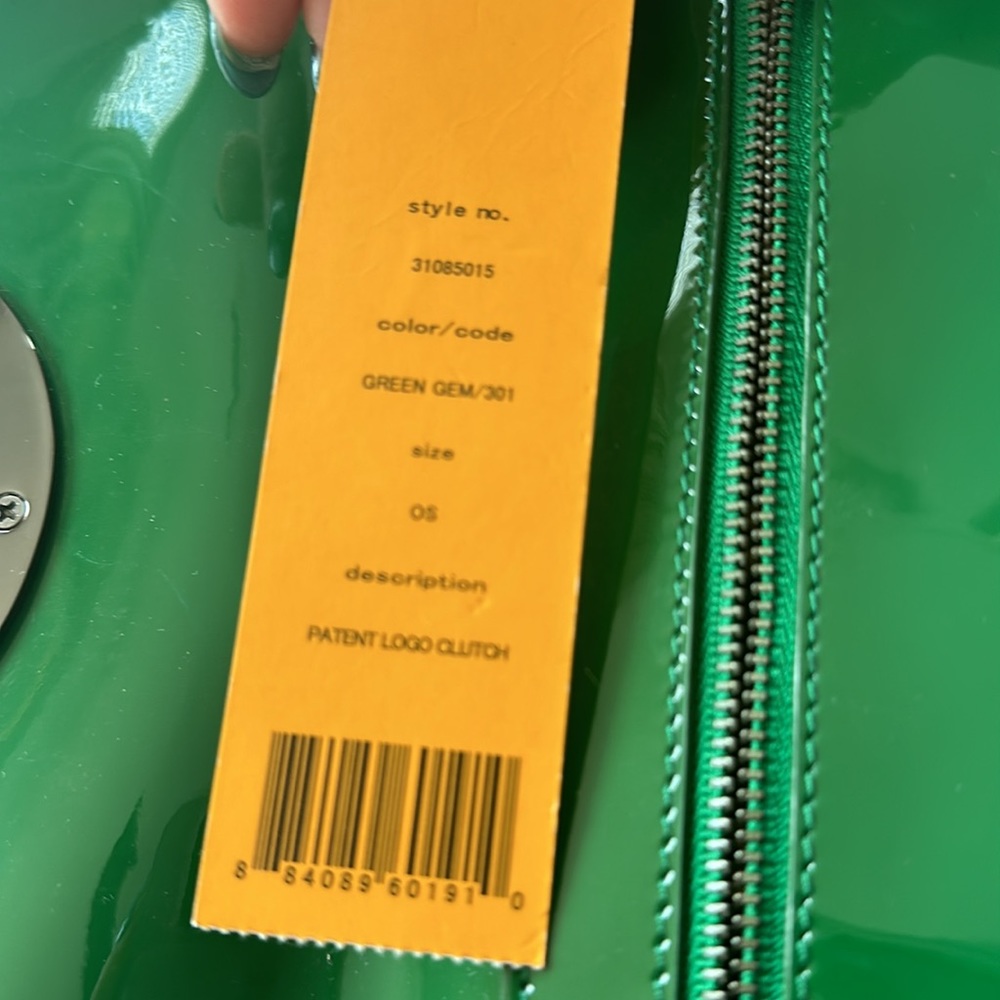 style no.
31085015
color/code
GREEN GEM/301
size
OS
description
PATENT LOGO CLUTCH
8 84089 60191 0